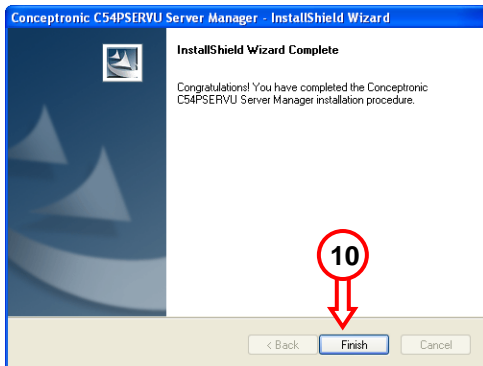 Conceptronic C54PSERVU Server Manager - InstallShield Wizard
InstallShield Wizard Complete
Congratulations! You have completed the Conceptronic
C54PSERVU Server Manager installation procedure.
10
< Back Finish Cancel